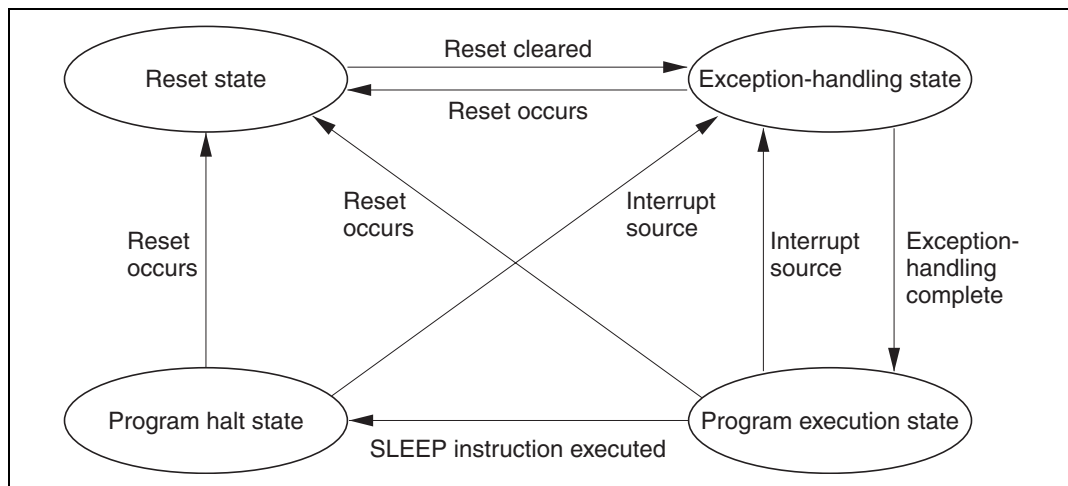 Reset cleared
Reset state
Exception-handling state
Reset occurs
Reset
occurs
Interrupt
source
Reset
occurs
Interrupt
source
Exception-
handling
complete
Program halt state
Program execution state
SLEEP instruction executed